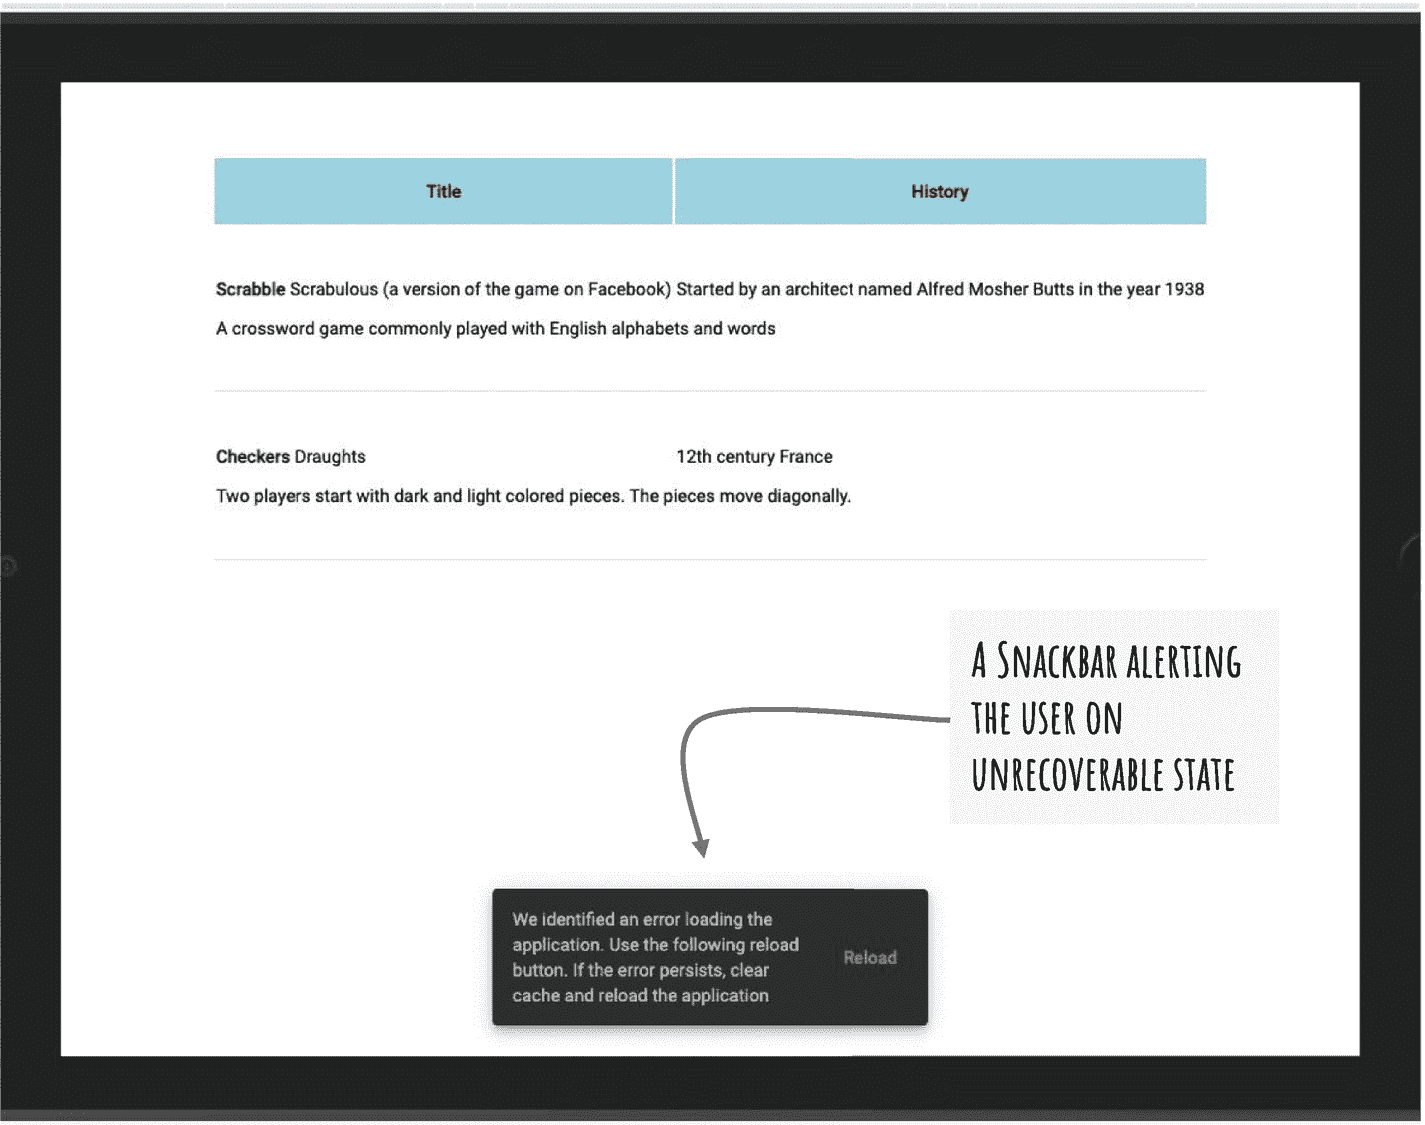 Title History
Scrabble Scrabulous (a version of the game on Facebook) Started by an architect named Alfred Mosher Butts in the year 1938
A crossword game commonly played with English alphabets and words
Checkers Draughts 12th century France
Two players start with dark and light colored pieces. The pieces move diagonally.
A Snackbar alerting
the user on
unrecoverable state
We identified an error loading the
application. Use the following reload
button. If the error persists, clear
cache and reload the application
Reload